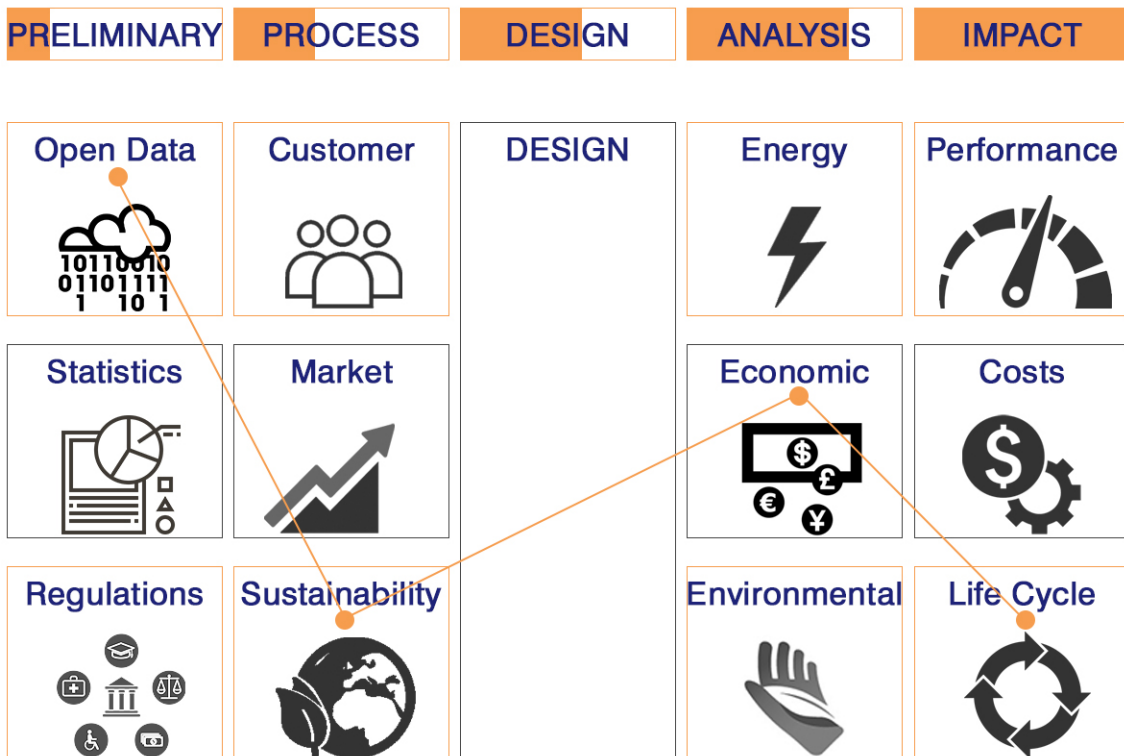 PRELIMINARY PROCESS DESIGN ANALYSIS IMPACT
Open Data Customer DESIGN Energy Performance
10110010
01101111
1 10 1
Statistics Market Economic Costs
$ $
£
€
¥
Regulations Sustainability Environmental Life Cycle